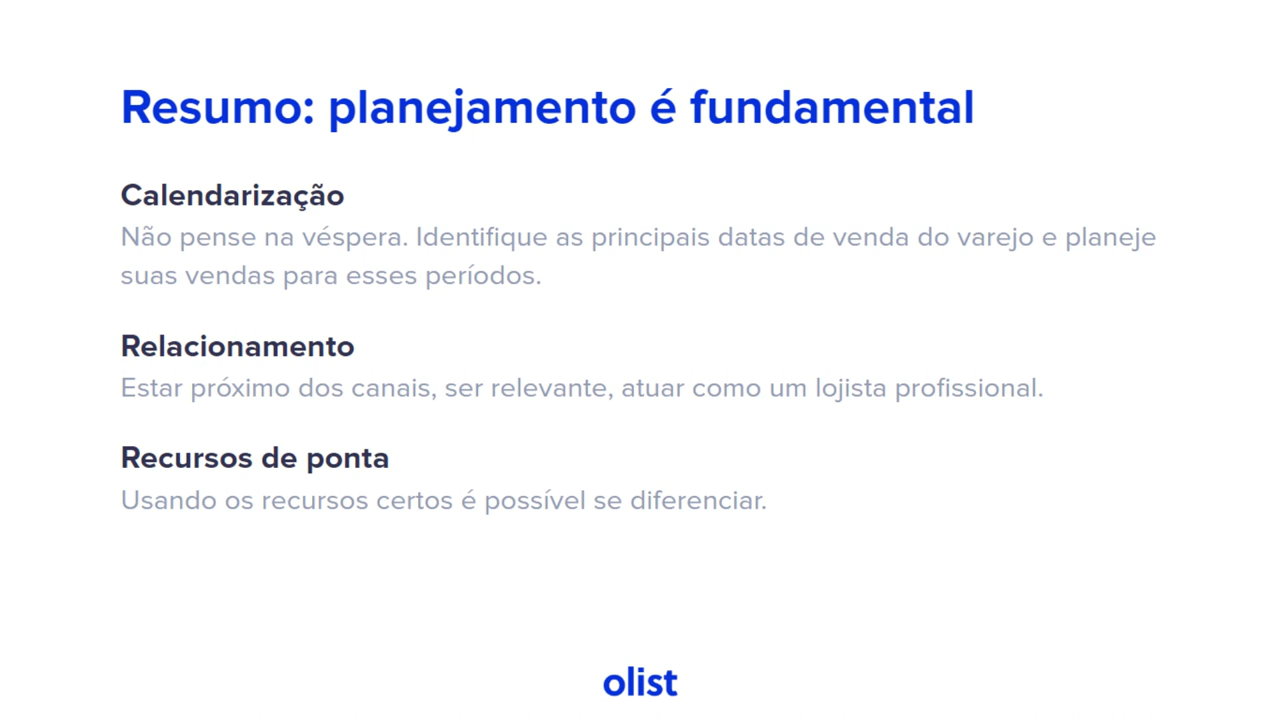 Resumo: planejamento é fundamental
Calendarização
Não pense na véspera. Identifique as principais datas de venda do varejo e planeje
suas vendas para esses períodos.
Relacionamento
Estar próximo dos canais, ser relevante, atuar como um lojista profissional.
Recursos de ponta
Usando os recursos certos é possível se diferenciar.
olist